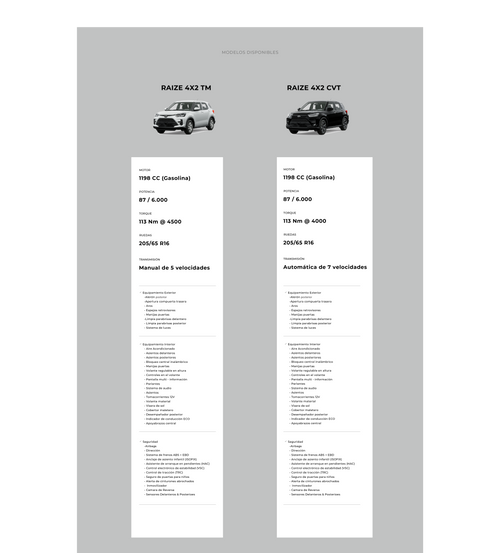 MODELOS DISPONIBLES
RAIZE 4X2 TM
MOTOR
1198 CC (Gasolina)
POTENCIA
87 / 6.000
TORQUE
113 Nm @ 4500
RUEDAS
205/65 R16
TRANSMISIÓN
Manual de 5 velocidades
Equipamiento Exterior
-Apertura compuerta trasera
- Aros
- Espejos retrovisores
- Manijas puertas
-Limpia parabrisas delantero
- Limpia parabrisas posterior
- Sistema de luces
Equipamiento Interior
- Aire acondicionado
- Asientos delanteros
- Asientos posteriores
- Bloqueo central inalámbrico
- Manijas puertas
- Volante regulable en altura
- Controles en el volante
- Pantalla multi - información
- Parlantes
- Sistema de audio
- Asientos
- Tomacorrientes 12V
- Volante material
- Visera de sol
- Cobertor maletera
- Desempañador posterior
- Indicador de conducción ECO
- Apoyabrazos central
Seguridad
-Airbags
- Dirección
- Sistema de frenos ABS + EBD
- Anclaje de asiento infantil (ISOFIX)
- Asistente de arranque en pendientes (HAC)
- Control electrónico de estabilidad (VSC)
- Control de tracción (TRC)
- Seguro de puertas para niños
- Alerta de cinturones abrochados
- Inmovilizador
- Camara de Reversa
- Sensores Delanteros & Posteriores
RAIZE 4X2 CVT
MOTOR
1198 CC (Gasolina)
POTENCIA
87 / 6.000
TORQUE
113 Nm @ 4000
RUEDAS
205/65 R16
TRANSMISIÓN
Automática de 7 velocidades
Equipamiento Exterior
-Apertura compuerta trasera
- Aros
- Espejos retrovisores
- Manijas puertas
-Limpia parabrisas delantero
- Limpia parabrisas posterior
- Sistema de luces
Equipamiento Interior
- Aire acondicionado
- Asientos delanteros
- Asientos posteriores
- Bloqueo central inalámbrico
- Manijas puertas
- Volante regulable en altura
- Controles en el volante
- Pantalla multi - información
- Parlantes
- Sistema de audio
- Asientos
- Tomacorrientes 12V
- Volante material
- Visera de sol
- Cobertor maletera
- Desempañador posterior
- Indicador de conducción ECO
- Apoyabrazos central
Seguridad
-Airbags
- Dirección
- Sistema de frenos ABS + EBD
- Anclaje de asiento infantil (ISOFIX)
- Asistente de arranque en pendientes (HAC)
- Control electrónico de estabilidad (VSC)
- Control de tracción (TRC)
- Seguro de puertas para niños
- Alerta de cinturones abrochados
- Inmovilizador
- Camara de Reversa
- Sensores Delanteros & Posteriores